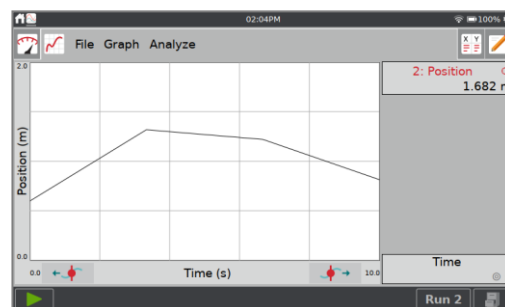 02:04PM
100%
File Graph Analyze
X Y
2: Position
1.682
2.0
Position (m)
0.0
0.0
Time (s)
10.0
Time
Run 2